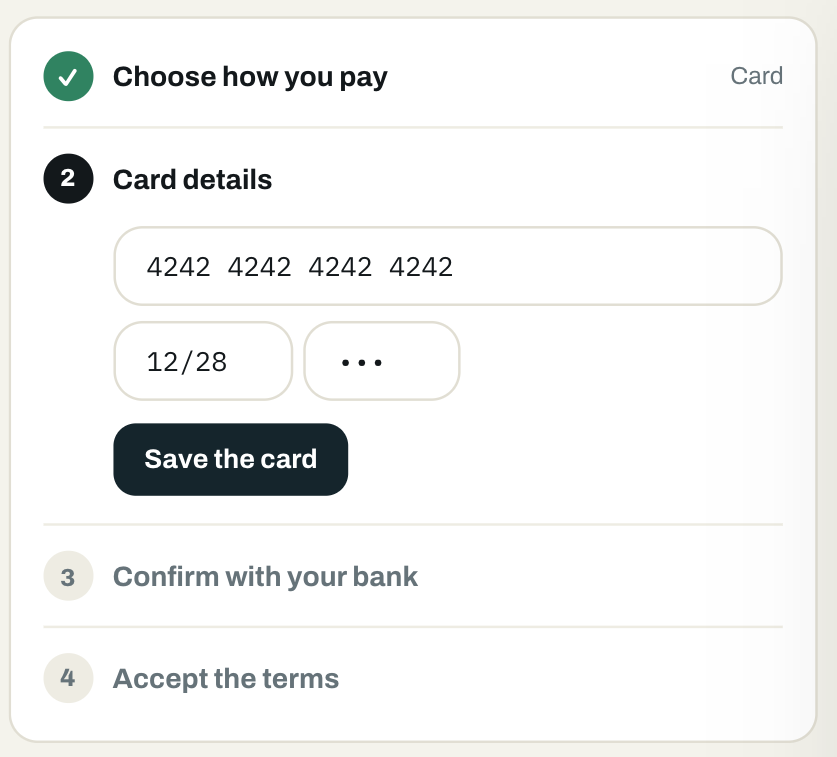 Choose how you pay
Card
2
Card details
4242 4242 4242 4242
12/28
•••
Save the card
3
Confirm with your bank
4
Accept the terms